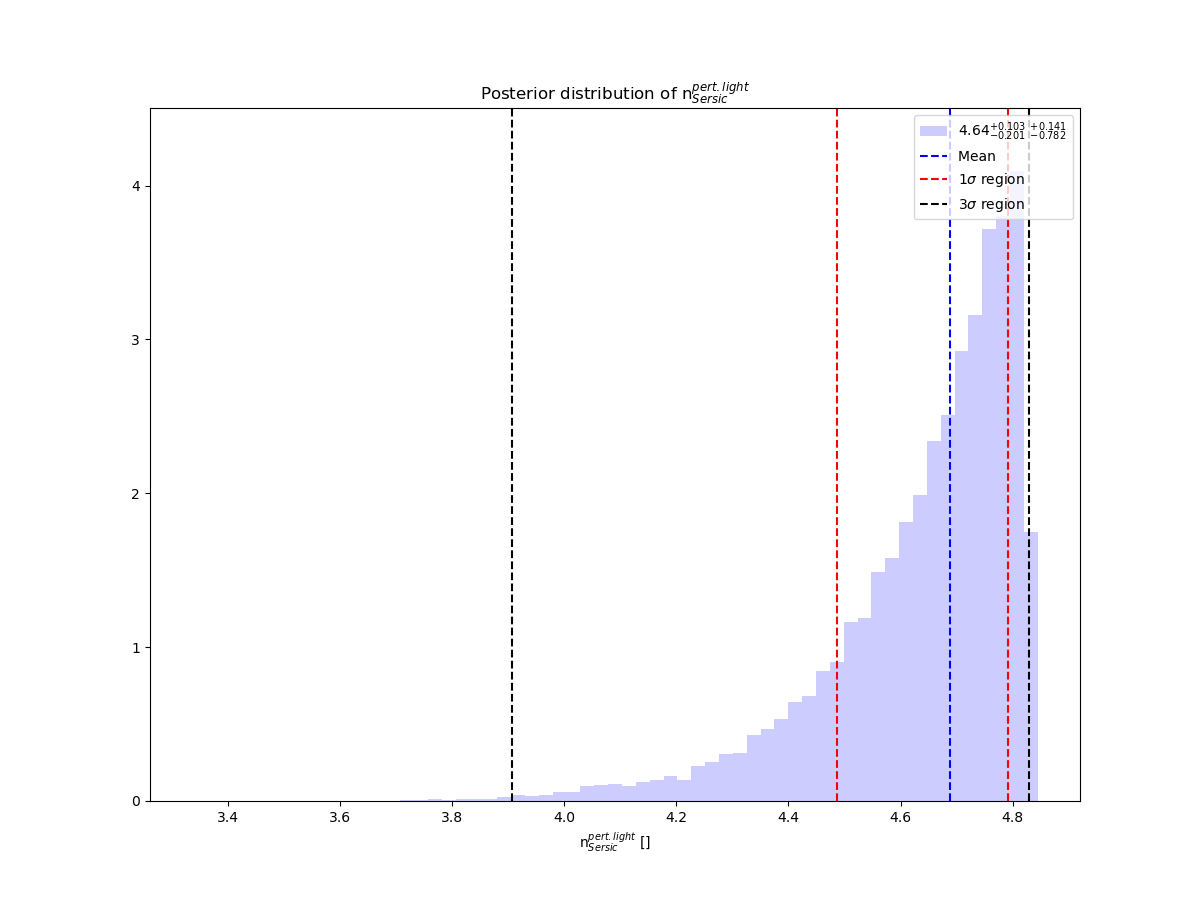 Posterior distribution of n^{pert. light}_{Sersic}
4.64^{+0.103}_{-0.201} ^{+0.141}_{-0.782}
Mean
1σ region
3σ region
4
3
2
1
0
3.4 3.6 3.8 4.0 4.2 4.4 4.6 4.8
n^{pert. light}_{Sersic} []